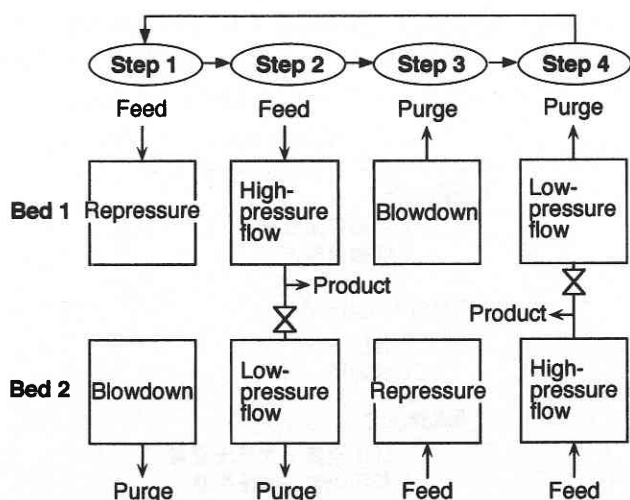 Step 1
Step 2
Step 3
Step 4
Feed
Feed
Purge
Purge
Bed 1
Repressure
High-
pressure
flow
Blowdown
Low-
pressure
flow
Product
Product
Bed 2
Blowdown
Low-
pressure
flow
Repressure
High-
pressure
flow
Purge
Purge
Feed
Feed